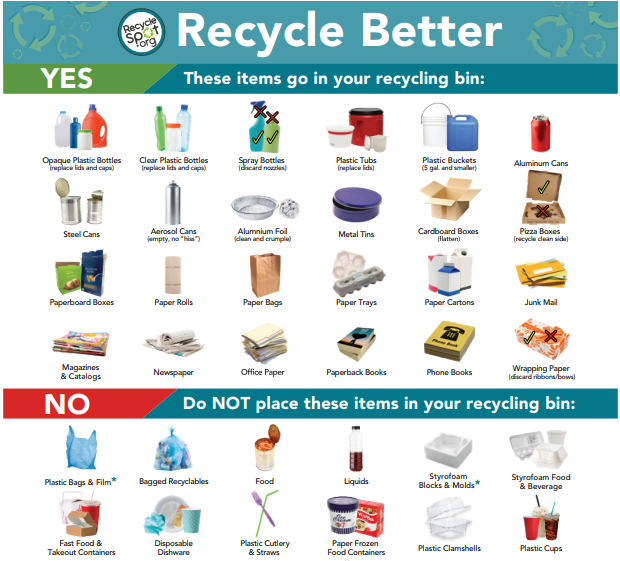 Recycle
Spot
.org
Recycle Better
YES
These items go in your recycling bin:
Opaque Plastic Bottles
(replace lids and caps)
Clear Plastic Bottles
(replace lids and caps)
Spray Bottles
(discard nozzles)
Plastic Tubs
(replace lids)
Plastic Buckets
(5 gal. and smaller)
Aluminum Cans
Steel Cans
Aerosol Cans
(empty, no "hiss")
Alumnium Foil
(clean and crumple)
Metal Tins
Cardboard Boxes
(flatten)
Pizza Boxes
(recycle clean side)
Paperboard Boxes
Paper Rolls
Paper Bags
Paper Trays
Paper Cartons
Junk Mail
Magazines
& Catalogs
Newspaper
Office Paper
Paperback Books
Phone Book
Phone Books
Wrapping Paper
(discard ribbons/bows)
NO
Do NOT place these items in your recycling bin:
Plastic Bags & Film*
Bagged Recyclables
Food
Liquids
Styrofoam
Blocks & Molds*
Styrofoam Food
& Beverage
Fast Food &
Takeout Containers
Disposable
Dishware
Plastic Cutlery
& Straws
Ice
Cream
Paper Frozen
Food Containers
Plastic Clamshells
Plastic Cups